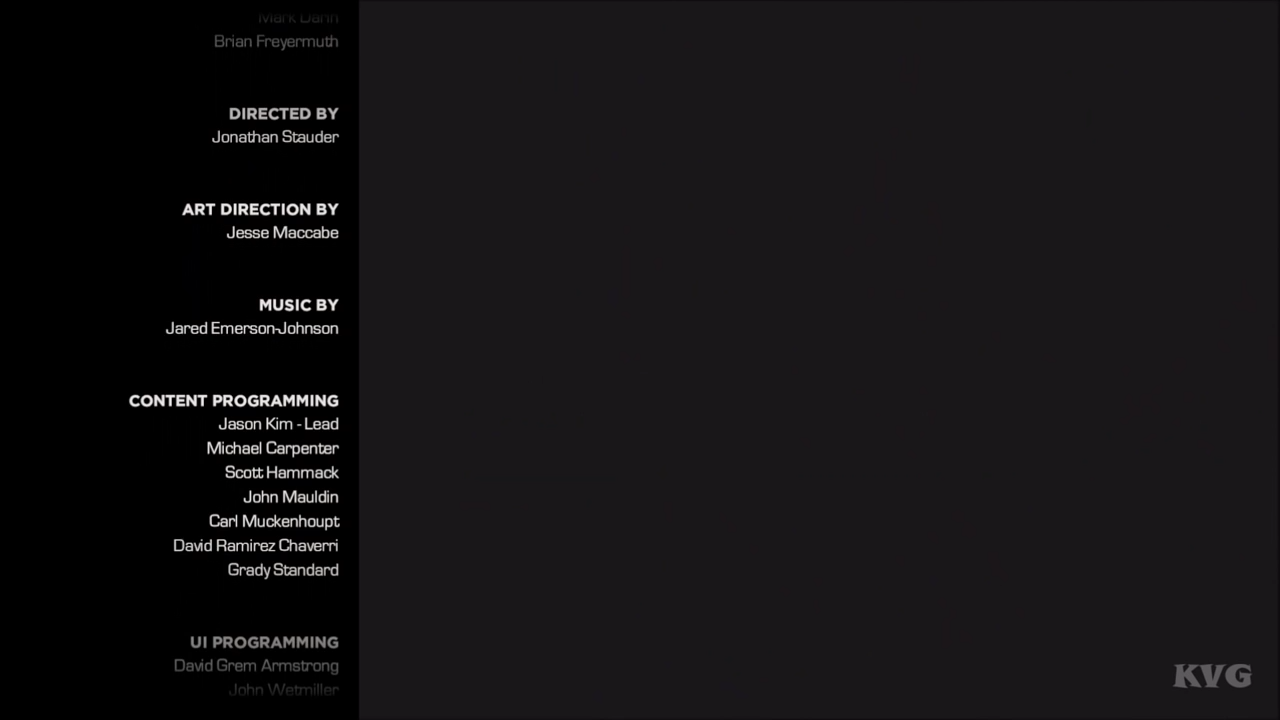 Mark Darin
Brian Freyermuth
DIRECTED BY
Jonathan Stauder
ART DIRECTION BY
Jesse Maccabe
MUSIC BY
Jared Emerson-Johnson
CONTENT PROGRAMMING
Jason Kim - Lead
Michael Carpenter
Scott Hammack
John Mauldin
Carl Muckenhoupt
David Ramirez Chaverri
Grady Standard
UI PROGRAMMING
David Grem Armstrong
John Wetmiller
KVG